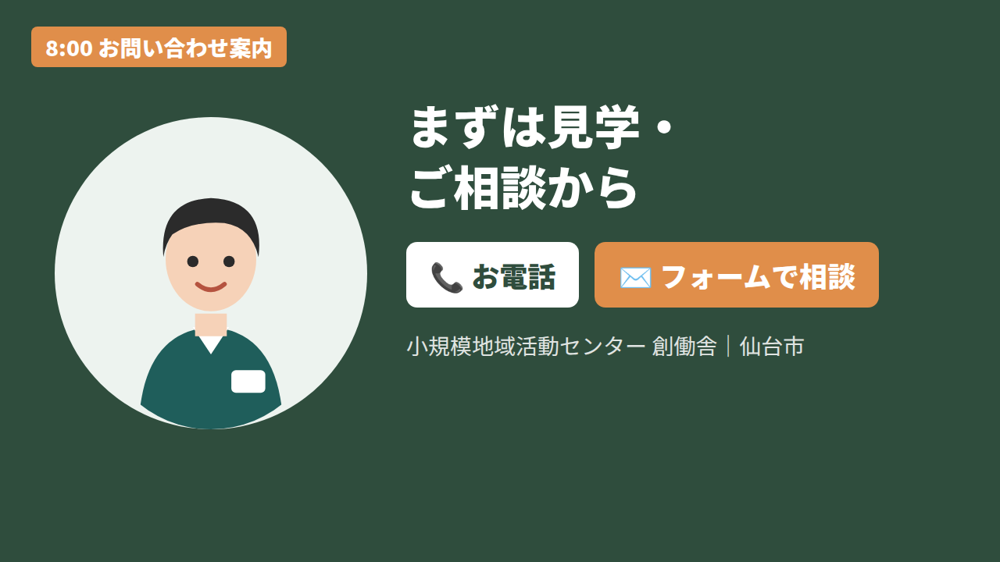 8:00 お問い合わせ案内
まずは見学・
ご相談から
📞 お電話
✉️ フォームで相談
小規模地域活動センター 創働舎｜仙台市